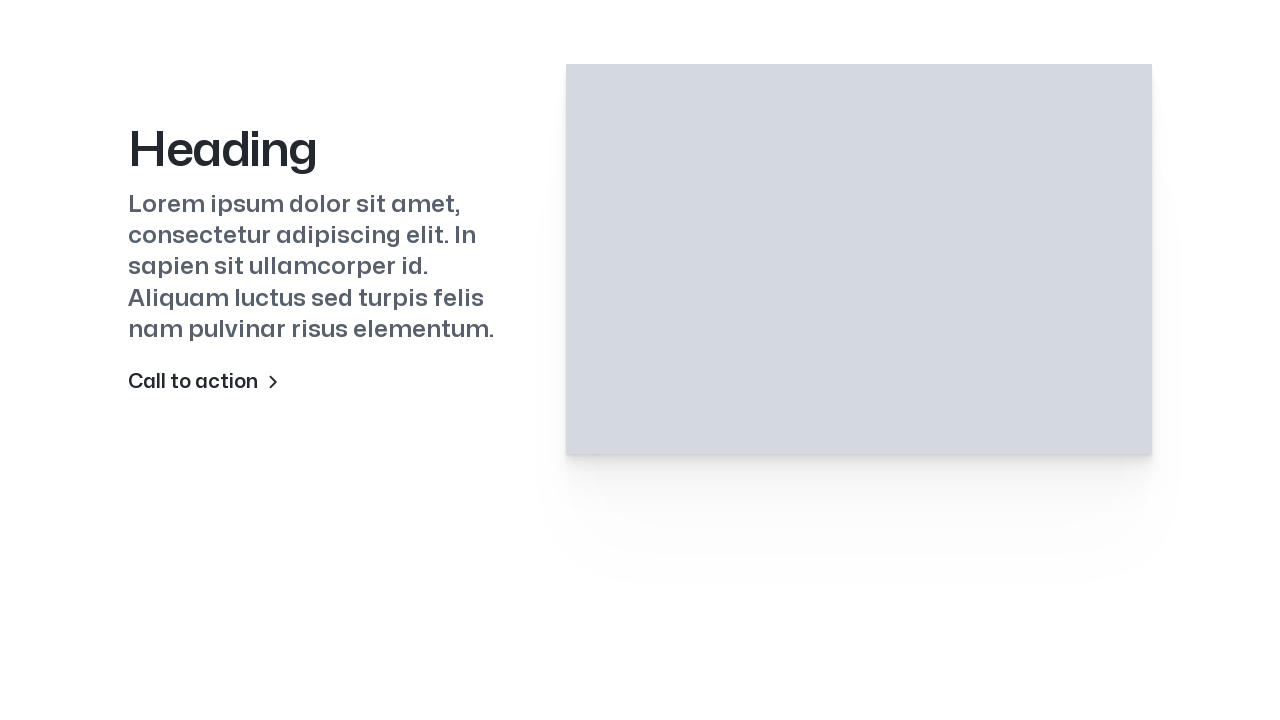 Heading
Lorem ipsum dolor sit amet,
consectetur adipiscing elit. In
sapien sit ullamcorper id.
Aliquam luctus sed turpis felis
nam pulvinar risus elementum.
Call to action